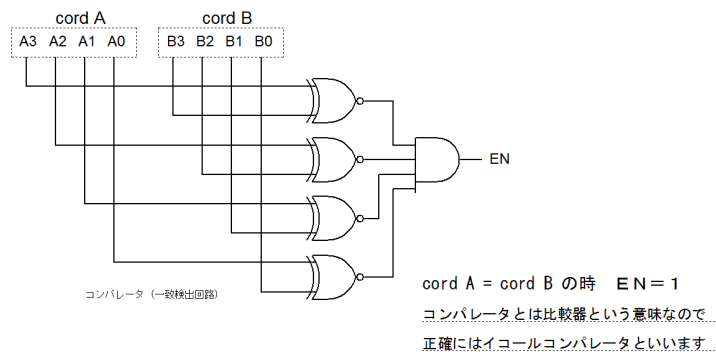 cord A cord B
A3 A2 A1 A0 B3 B2 B1 B0
EN
コンパレータ（一致検出回路）
cord A = cord B の時　ＥＮ＝１
コンパレータとは比較器という意味なので
正確にはイコールコンパレータといいます